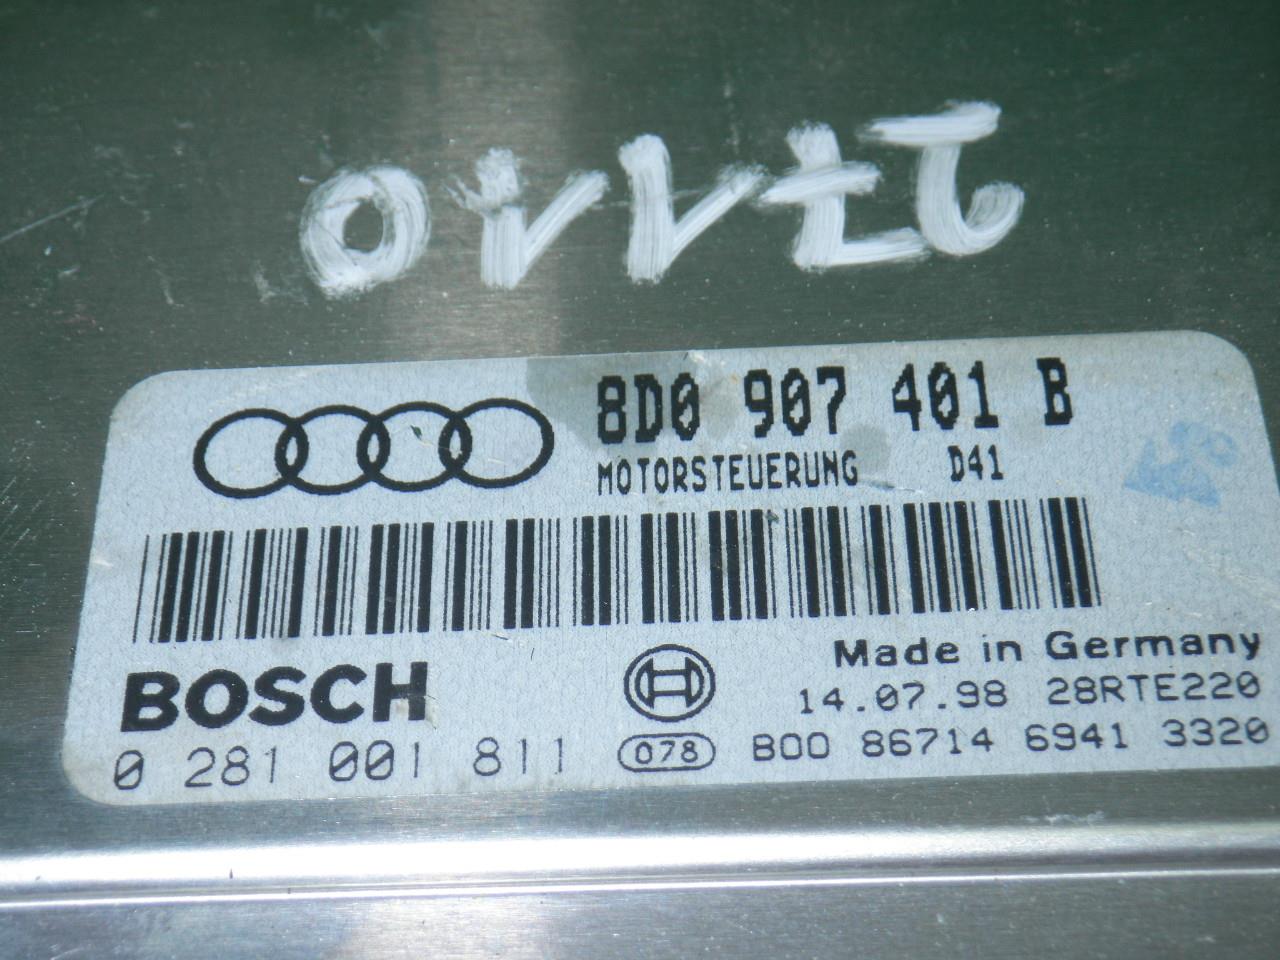 27110
8D0 907 401 B
MOTORSTEUERUNG D41
BOSCH
Made in Germany
14.07.98 28RTE220
0 281 001 811 078 B00 86714 6941 3320